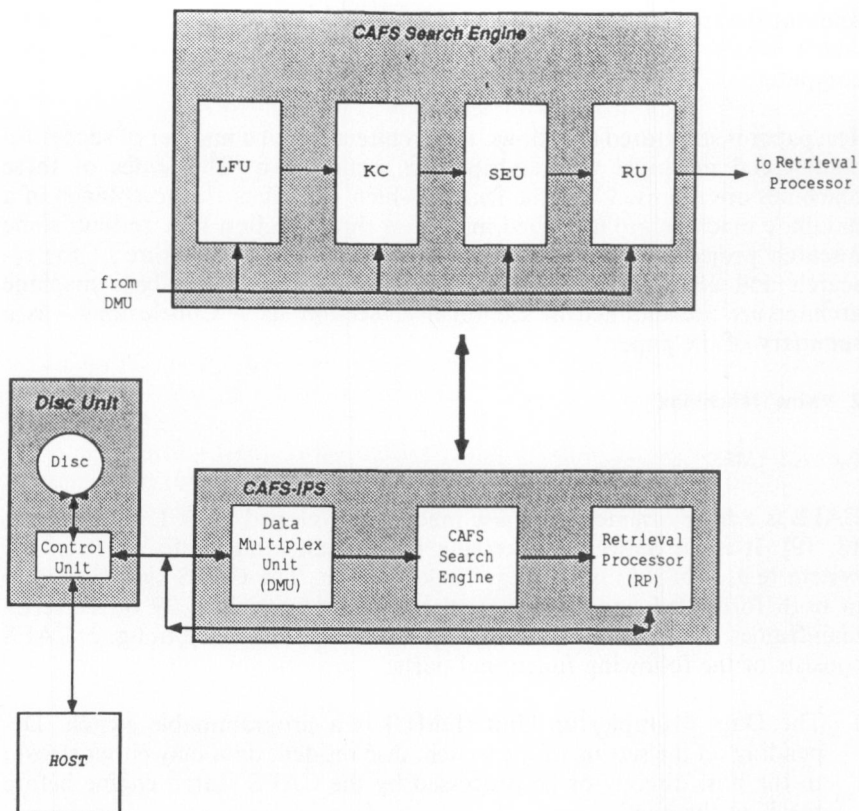 CAFS Search Engine
LFU
KC
SEU
RU
to Retrieval
Processor
from
DMU
Disc Unit
Disc
Control
Unit
CAFS-IPS
Data
Multiplex
Unit
(DMU)
CAFS
Search
Engine
Retrieval
Processor
(RP)
HOST